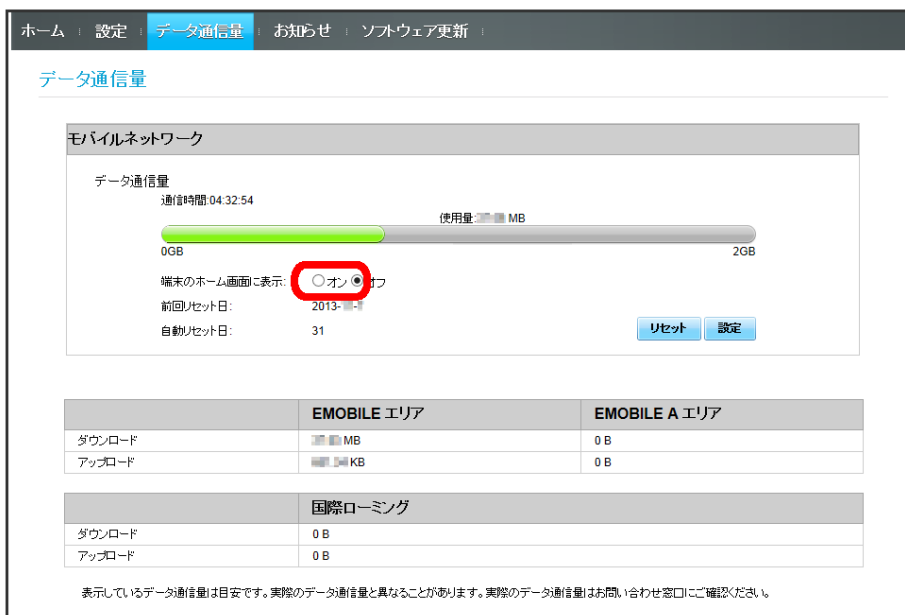 ホーム 設定 データ通信量 お知らせ ソフトウェア更新
データ通信量
モバイルネットワーク
データ通信量
通信時間:04:32:54
使用量: MB
0GB 2GB
端末のホーム画面に表示: オン オフ
前回リセット日: 2013-
自動リセット日: 31
リセット 設定
EMOBILE エリア EMOBILE A エリア
ダウンロード MB 0 B
アップロード KB 0 B
国際ローミング
ダウンロード 0 B
アップロード 0 B
表示しているデータ通信量は目安です。実際のデータ通信量と異なることがあります。実際のデータ通信量はお問い合わせ窓口にご確認ください。